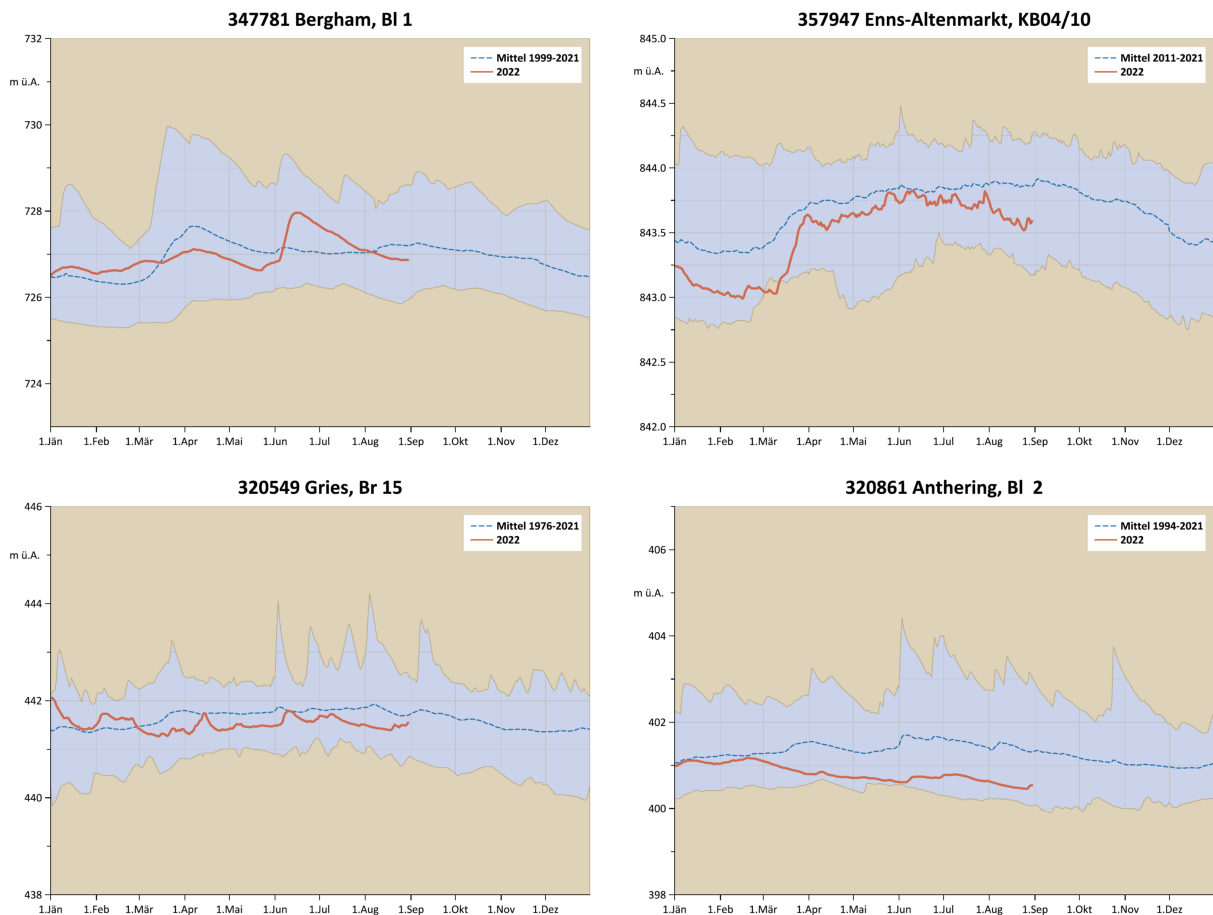 347781 Bergham, Bl 1
732
m ü.A.
730
728
726
724
Mittel 1999-2021
2022
1.Jän 1.Feb 1.Mär 1.Apr 1.Mai 1.Jun 1.Jul 1.Aug 1.Sep 1.Okt 1.Nov 1.Dez
357947 Enns-Altenmarkt, KB04/10
845.0
m ü.A.
844.5
844.0
843.5
843.0
842.5
842.0
Mittel 2011-2021
2022
1.Jän 1.Feb 1.Mär 1.Apr 1.Mai 1.Jun 1.Jul 1.Aug 1.Sep 1.Okt 1.Nov 1.Dez
320549 Gries, Br 15
446
m ü.A.
444
442
440
438
Mittel 1976-2021
2022
1.Jän 1.Feb 1.Mär 1.Apr 1.Mai 1.Jun 1.Jul 1.Aug 1.Sep 1.Okt 1.Nov 1.Dez
320861 Anthering, Bl 2
406
m ü.A.
404
402
400
398
Mittel 1994-2021
2022
1.Jän 1.Feb 1.Mär 1.Apr 1.Mai 1.Jun 1.Jul 1.Aug 1.Sep 1.Okt 1.Nov 1.Dez